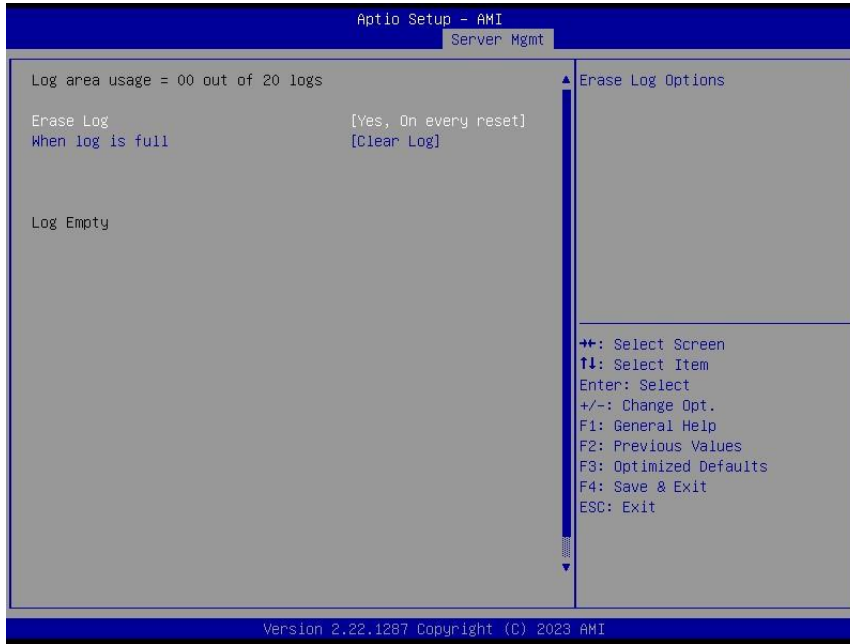 Aptio Setup – AMI
Server Mgmt
Log area usage = 00 out of 20 logs
Erase Log [Yes, On every reset]
When log is full [Clear Log]
Log Empty
Erase Log Options
→←: Select Screen
↑↓: Select Item
Enter: Select
+/-: Change Opt.
F1: General Help
F2: Previous Values
F3: Optimized Defaults
F4: Save & Exit
ESC: Exit
Version 2.22.1287 Copyright (C) 2023 AMI